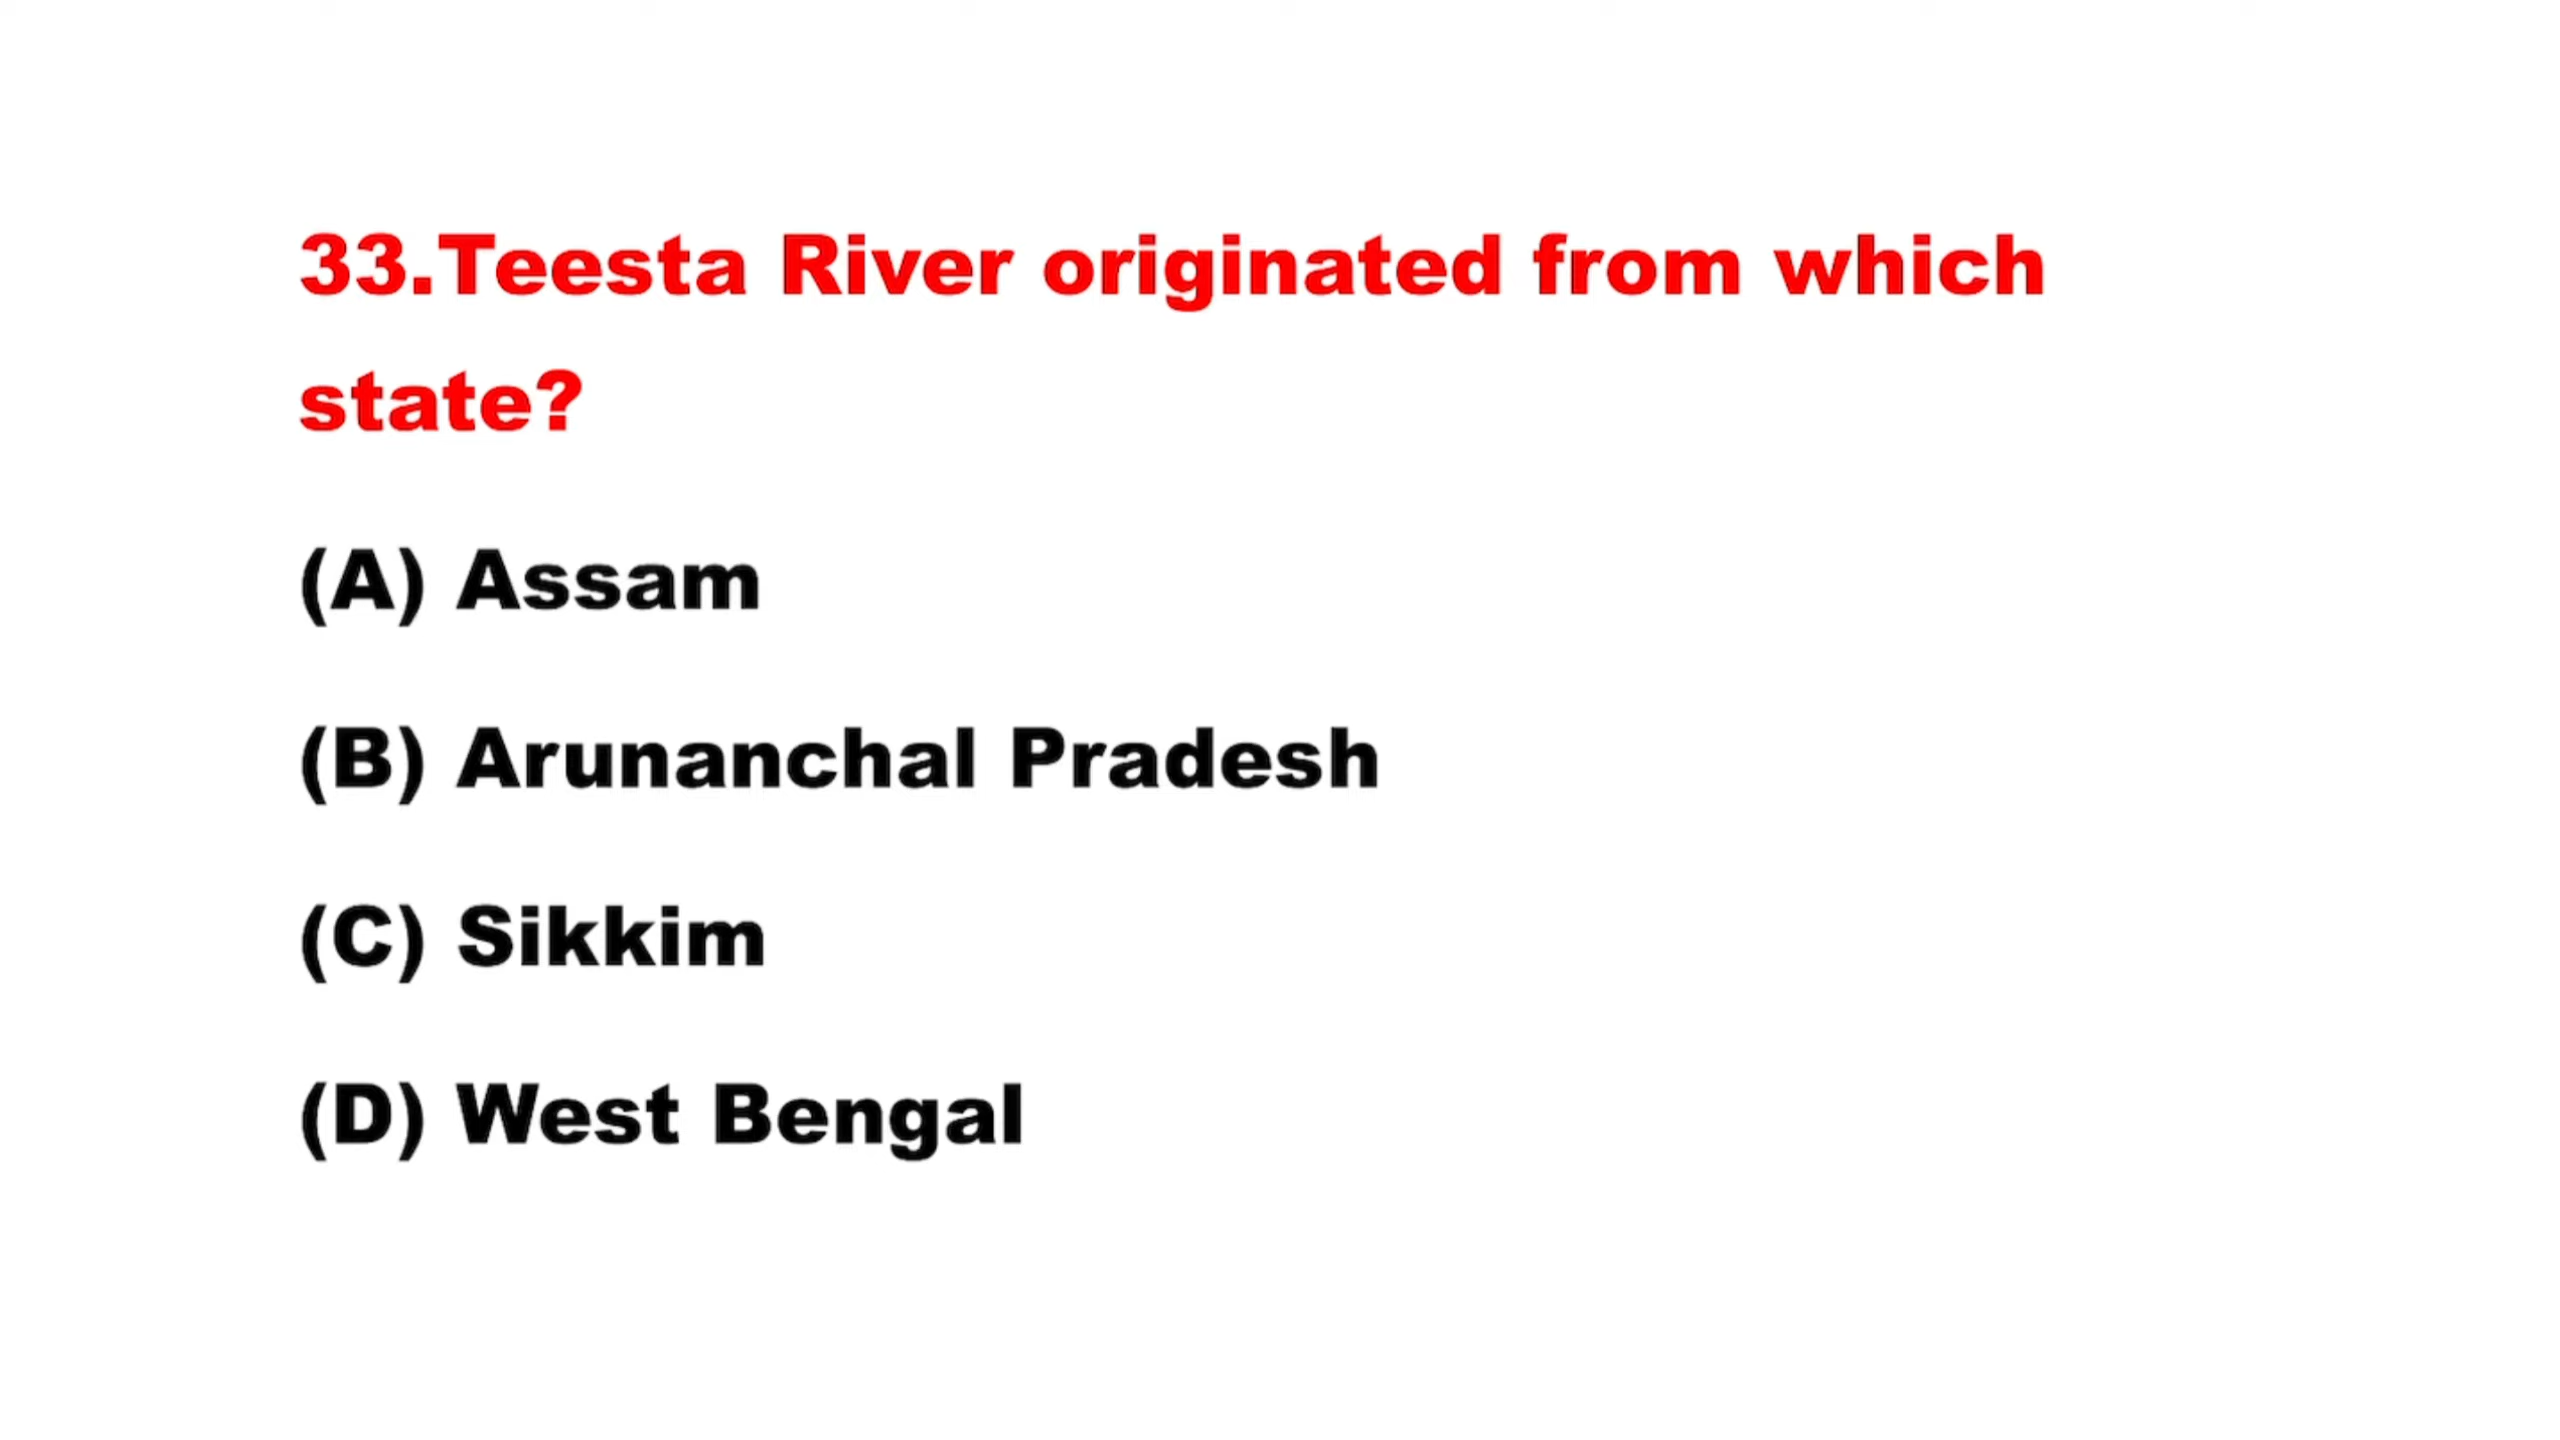 33.Teesta River originated from which
state?
(A) Assam
(B) Arunanchal Pradesh
(C) Sikkim
(D) West Bengal